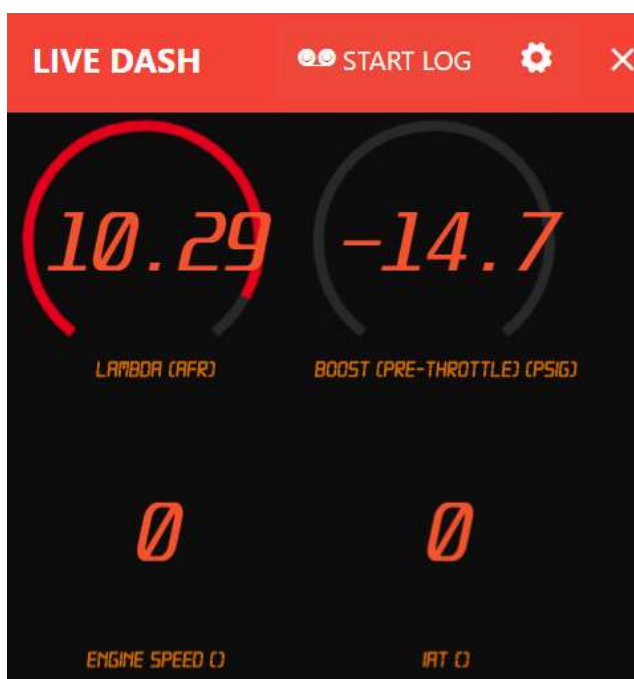 LIVE DASH START LOG
10.29 -14.7
LAMBDA (AFR) BOOST (PRE-THROTTLE) (PSIG)
0 0
ENGINE SPEED () IAT ()